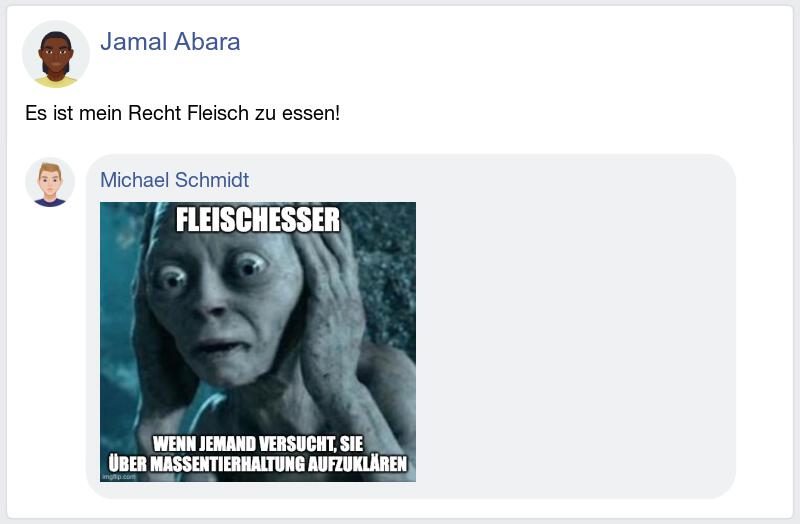 Jamal Abara
Es ist mein Recht Fleisch zu essen!
Michael Schmidt
FLEISCHESSER
WENN JEMAND VERSUCHT, SIE
ÜBER MASSENTIERHALTUNG AUFZUKLÄREN
imgflip.com